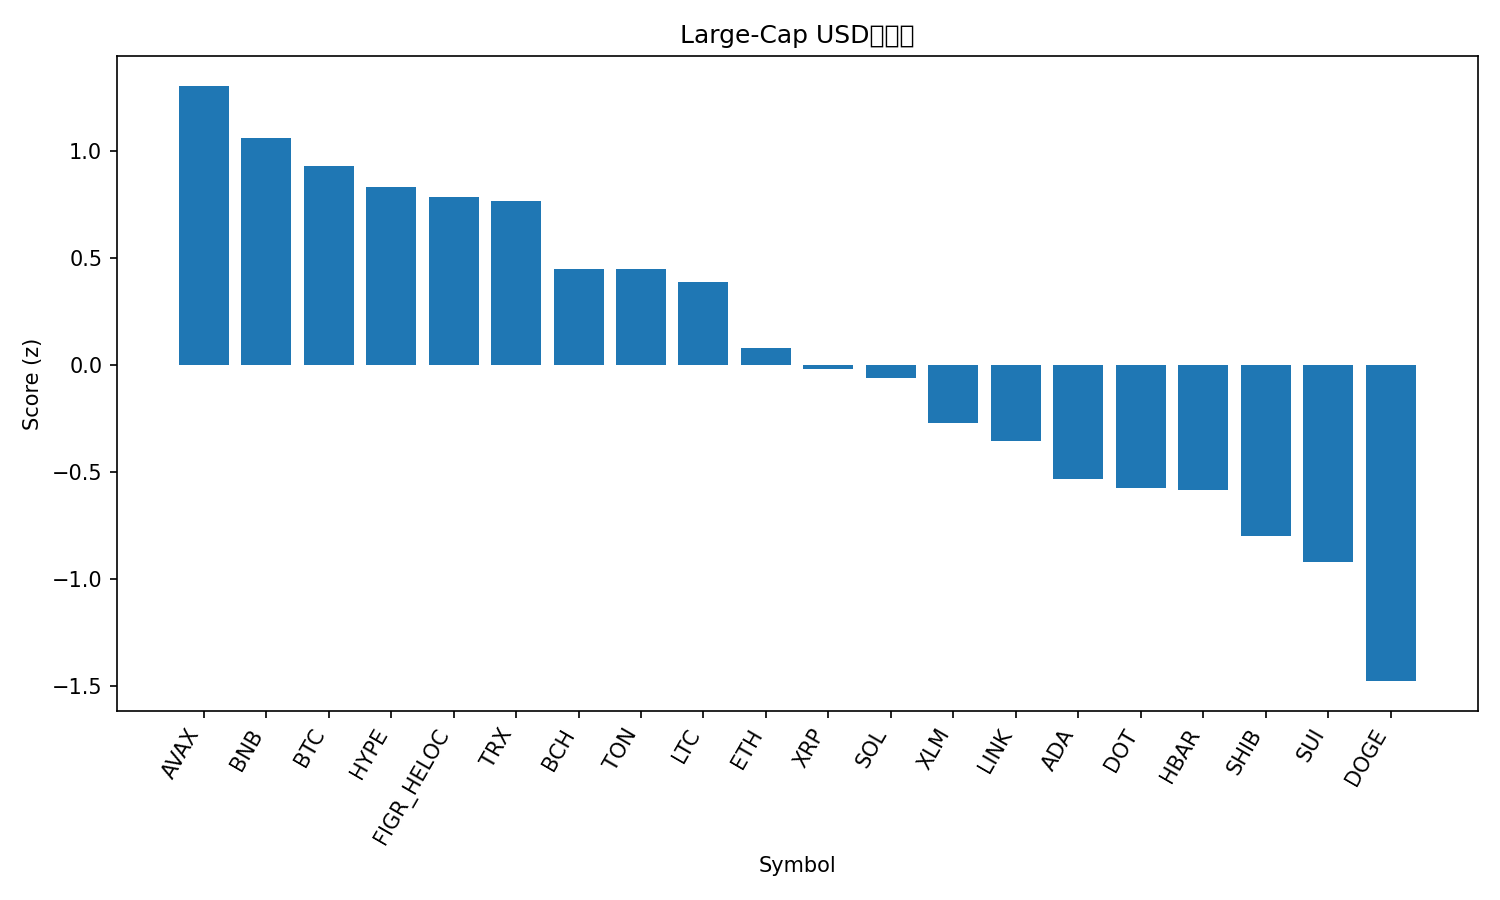 Large-Cap USD
Score (z)
1.0
0.5
0.0
−0.5
−1.0
−1.5
AVAX
BNB
BTC
HYPE
FIGR_HELOC
TRX
BCH
TON
LTC
ETH
XRP
SOL
XLM
LINK
ADA
DOT
HBAR
SHIB
SUI
DOGE
Symbol